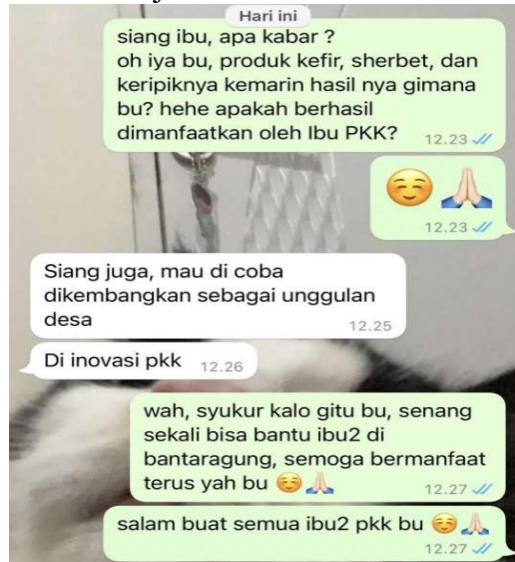 Hari ini
siang ibu, apa kabar ?
oh iya bu, produk kefir, sherbet, dan
keripiknya kemarin hasil nya gimana
bu? hehe apakah berhasil
dimanfaatkan oleh Ibu PKK? 12.23
☺️🙏🏻
12.23
Siang juga, mau di coba
dikembangkan sebagai unggulan
desa 12.25
Di inovasi pkk 12.26
wah, syukur kalo gitu bu, senang
sekali bisa bantu ibu2 di
bantaragung, semoga bermanfaat
terus yah bu ☺️🙏🏻 12.27
salam buat semua ibu2 pkk bu ☺️🙏🏻
12.27